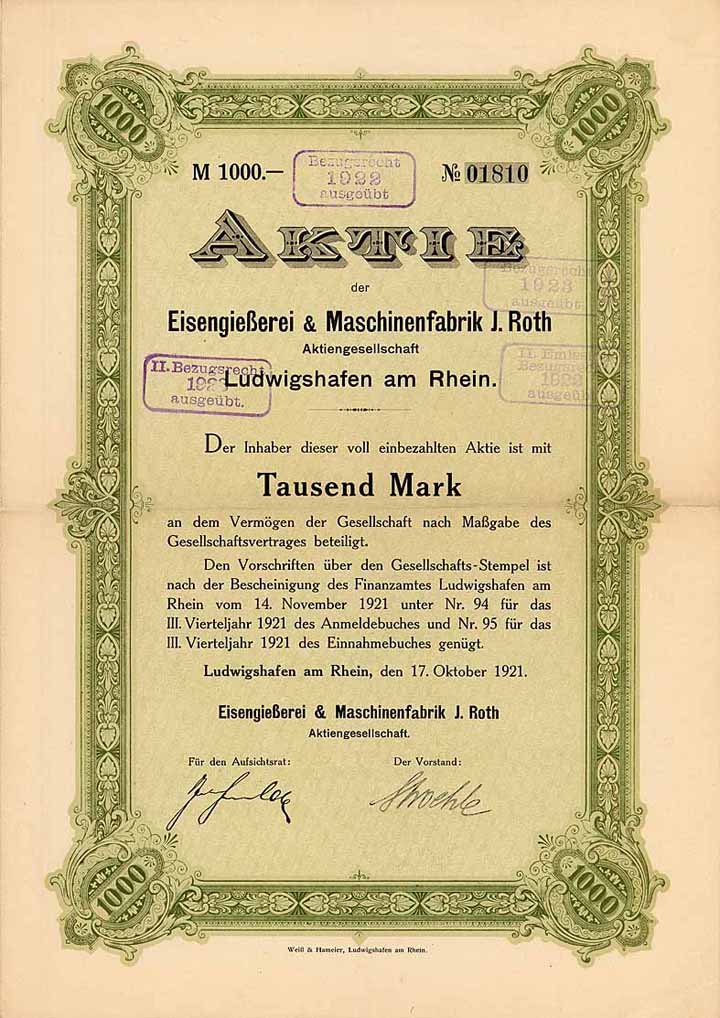 1000 1000
M 1000.— Bezugsrecht 1922 ausgeübt № 01810
AKTIE
Bezugsrecht
1923
ausgeübt
der
Eisengießerei & Maschinenfabrik J. Roth
Aktiengesellschaft
II. Bezugsrecht
ausgeübt.
II. Emiss
Bezugsrecht
1922
ausgeübt
Ludwigshafen am Rhein.
Der Inhaber dieser voll einbezahlten Aktie ist mit
Tausend Mark
an dem Vermögen der Gesellschaft nach Maßgabe des
Gesellschaftsvertrages beteiligt.
Den Vorschriften über den Gesellschafts-Stempel ist
nach der Bescheinigung des Finanzamtes Ludwigshafen am
Rhein vom 14. November 1921 unter Nr. 94 für das
III. Vierteljahr 1921 des Anmeldebuches und Nr. 95 für das
III. Vierteljahr 1921 des Einnahmebuches genügt.
Ludwigshafen am Rhein, den 17. Oktober 1921.
Eisengießerei & Maschinenfabrik J. Roth
Aktiengesellschaft.
Für den Aufsichtsrat: Der Vorstand:
1000 1000
Weiß & Hameier, Ludwigshafen am Rhein.